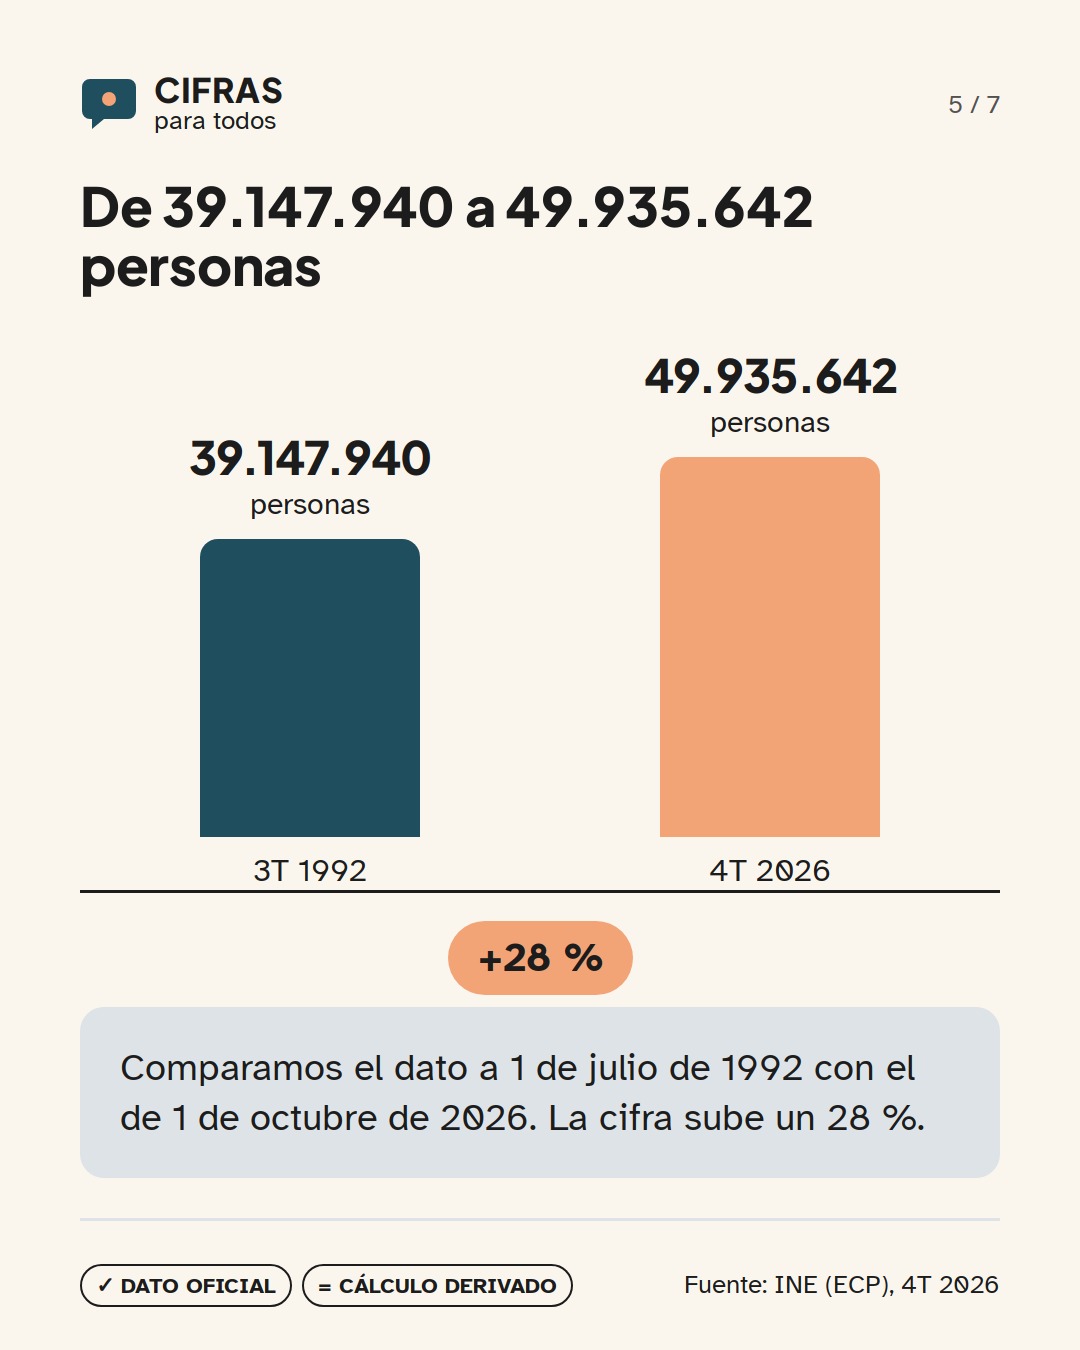 CIFRAS
para todos
5 / 7
De 39.147.940 a 49.935.642
personas
49.935.642
personas
39.147.940
personas
3T 1992
4T 2026
+28 %
Comparamos el dato a 1 de julio de 1992 con el
de 1 de octubre de 2026. La cifra sube un 28 %.
✓ DATO OFICIAL
= CÁLCULO DERIVADO
Fuente: INE (ECP), 4T 2026